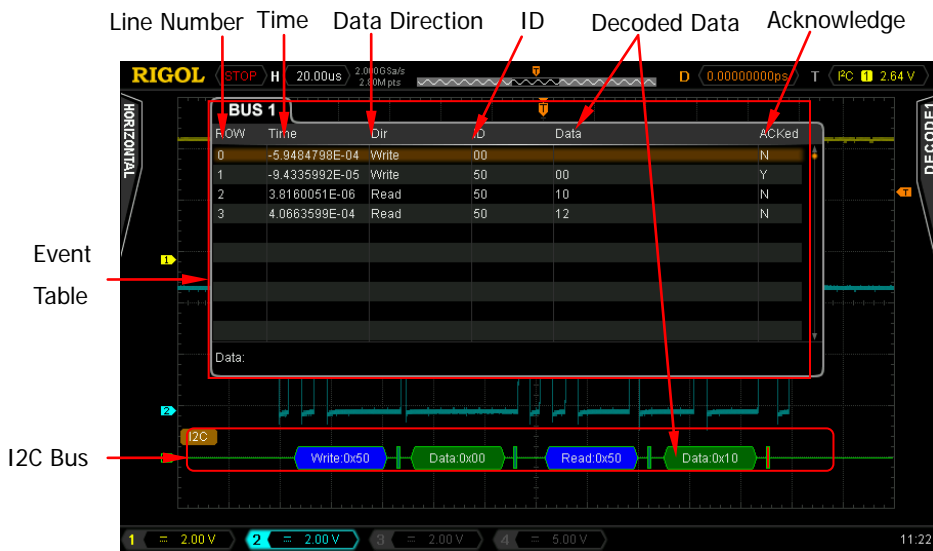 Line Number Time Data Direction ID Decoded Data Acknowledge
RIGOL STOP H 20.00us 2.000GSa/s 2.80M pts D 0.00000000ps T I²C 1 2.64 V
HORIZONTAL
BUS 1
T
DECODE1
ROW Time Dir ID Data ACKed
0 -5.9484798E-04 Write 00 N
1 -9.4335992E-05 Write 50 00 Y
2 3.8160051E-06 Read 50 10 N
T
3 4.0663599E-04 Read 50 12 N
Event
Table
1
Data:
2
I2C
I2C Bus
Write:0x50 Data:0x00 Read:0x50 Data:0x10
1 = 2.00 V 2 = 2.00 V 3 = 2.00 V 4 = 5.00 V 11:22